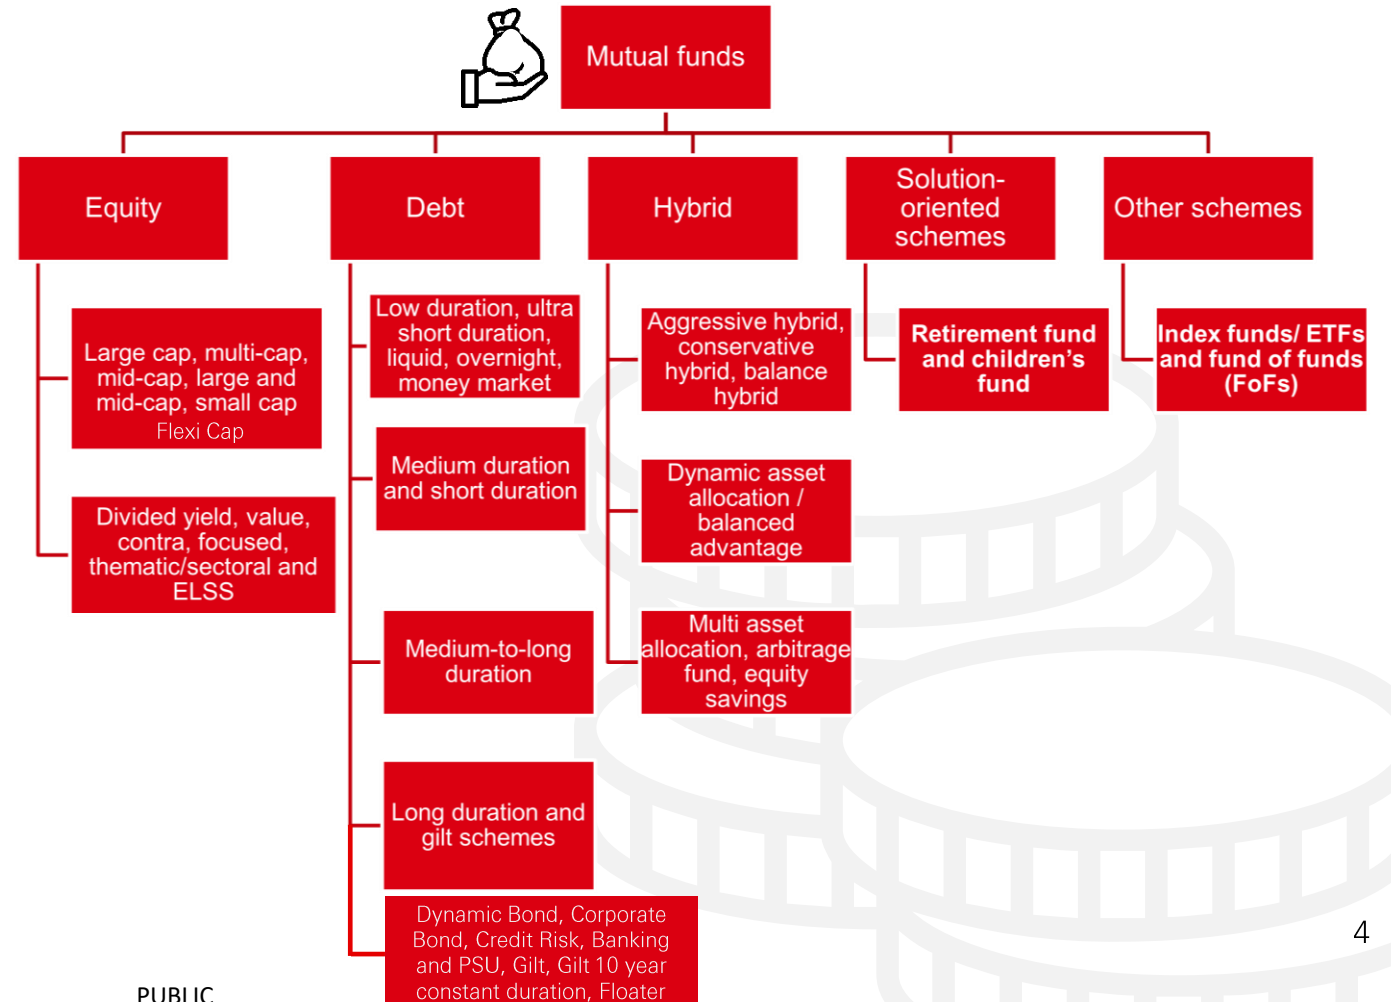 Mutual funds
Equity
Debt
Hybrid
Solution-
oriented
schemes
Other schemes
Large cap, multi-cap,
mid-cap, large and
mid-cap, small cap
Flexi Cap
Divided yield, value,
contra, focused,
thematic/sectoral and
ELSS
Low duration, ultra
short duration,
liquid, overnight,
money market
Medium duration
and short duration
Medium-to-long
duration
Long duration and
gilt schemes
Dynamic Bond, Corporate
Bond, Credit Risk, Banking
and PSU, Gilt, Gilt 10 year
constant duration, Floater
Aggressive hybrid,
conservative
hybrid, balance
hybrid
Dynamic asset
allocation /
balanced
advantage
Multi asset
allocation, arbitrage
fund, equity
savings
Retirement fund
and children’s
fund
Index funds/ ETFs
and fund of funds
(FoFs)
4
PUBLIC